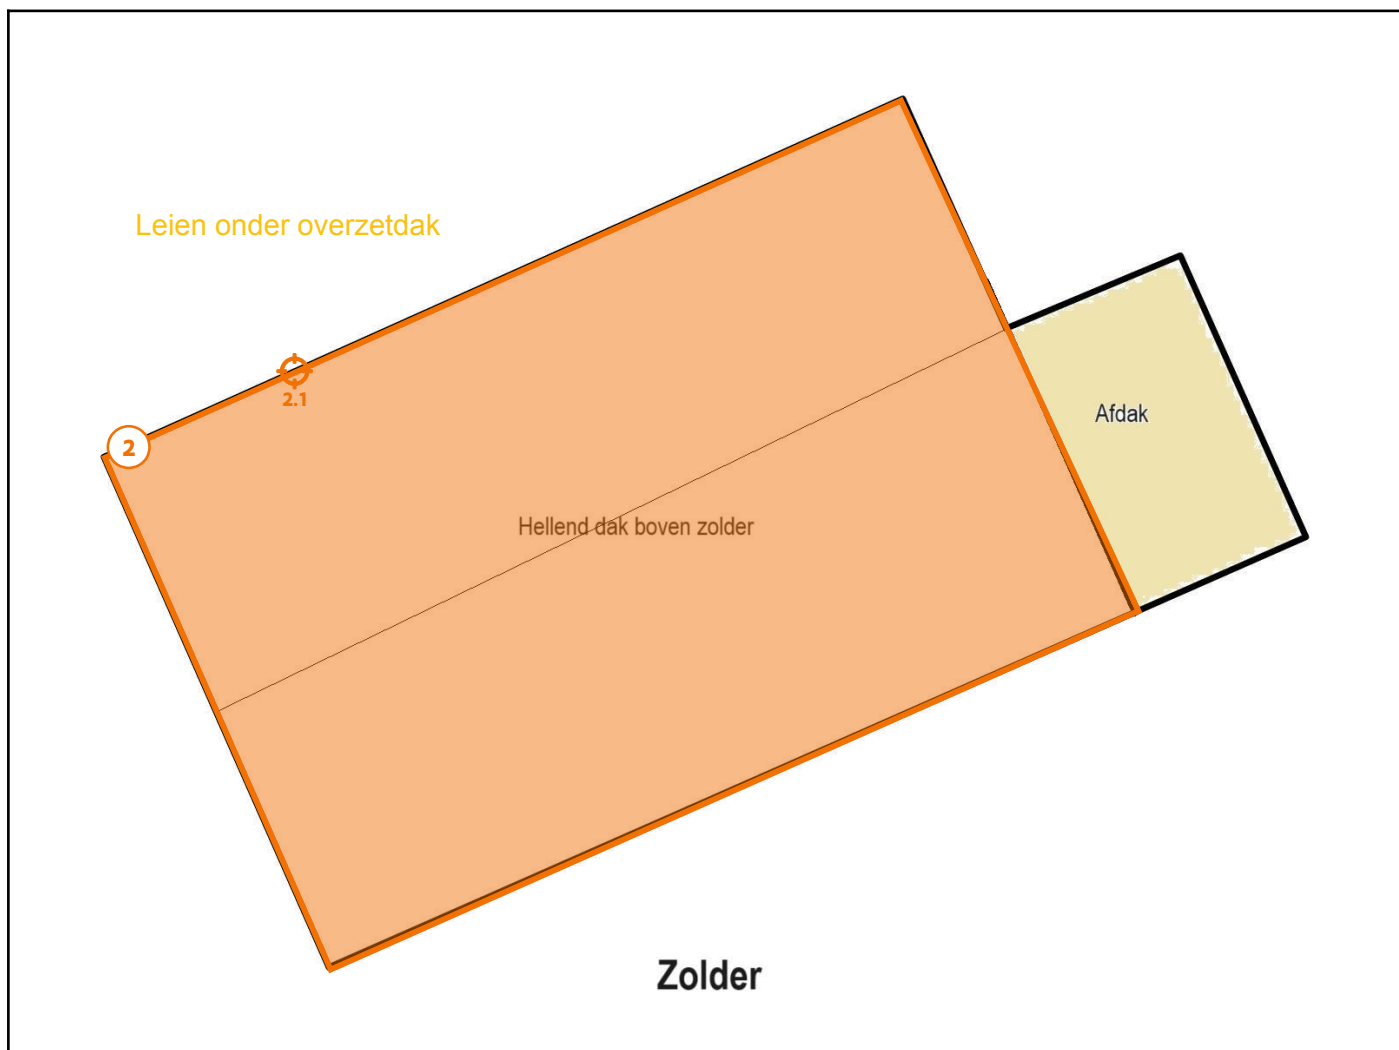 Leien onder overzetdak
2.1
2
Afdak
Hellend dak boven zolder
Zolder